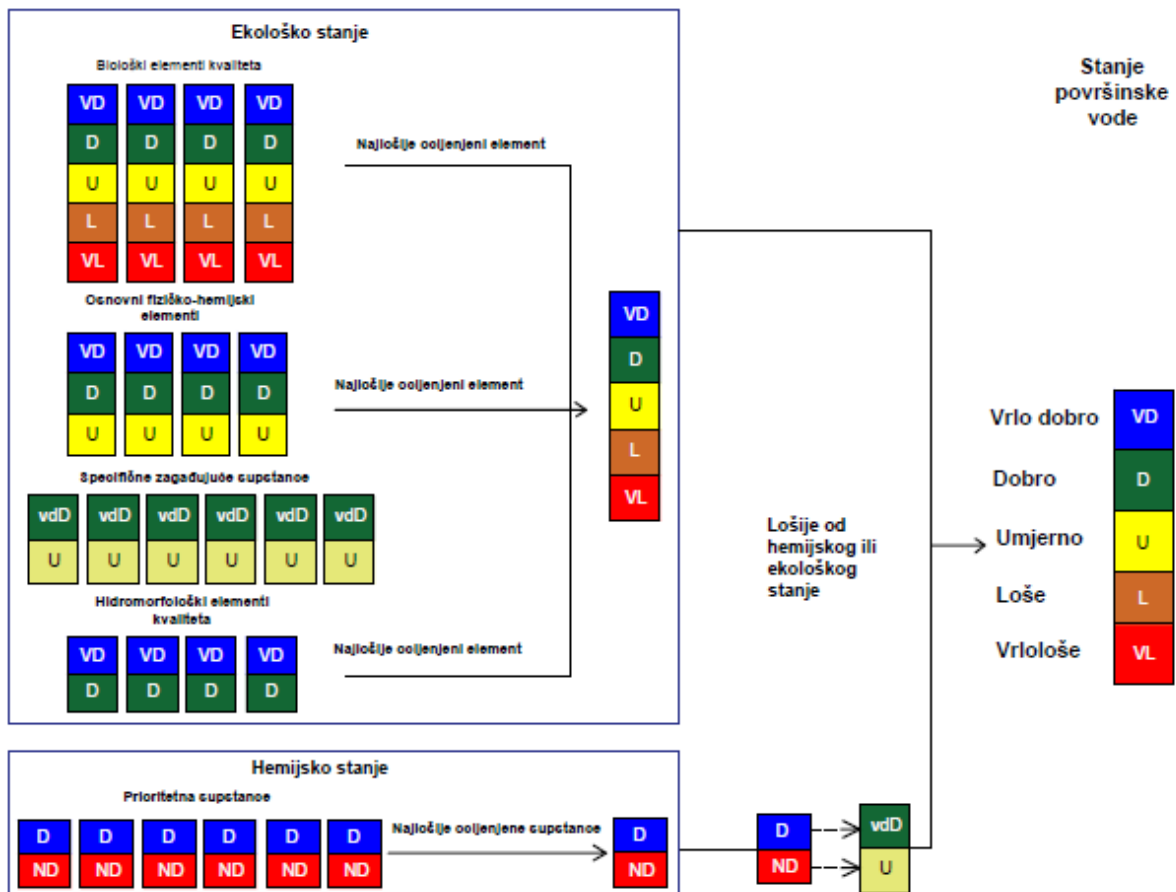 Ekološko stanje
Biološki elementi kvaliteta
VD VD VD VD
D D D D
U U U U
L L L L
VL VL VL VL
Najlošije ocijenjeni element
Osnovni fizičko-hemijski
elementi
VD VD VD VD
D D D D
U U U U
Najlošije ocijenjeni element
Specifične zagađujuće supstance
vdD vdD vdD vdD vdD vdD
U U U U U U
Hidromorfološki elementi
kvaliteta
VD VD VD VD
D D D D
Najlošije ocijenjeni element
VD
D
U
L
VL
Stanje
površinske
vode
Lošije od
hemijskog ili
ekološkog
stanje
Vrlo dobro VD
Dobro D
Umjerno U
Loše L
Vrlološe VL
Hemijsko stanje
Prioritetna supstance
D D D D D D
ND ND ND ND ND ND
Najlošije ocijenjene supstance
D
ND
D
ND
vdD
U